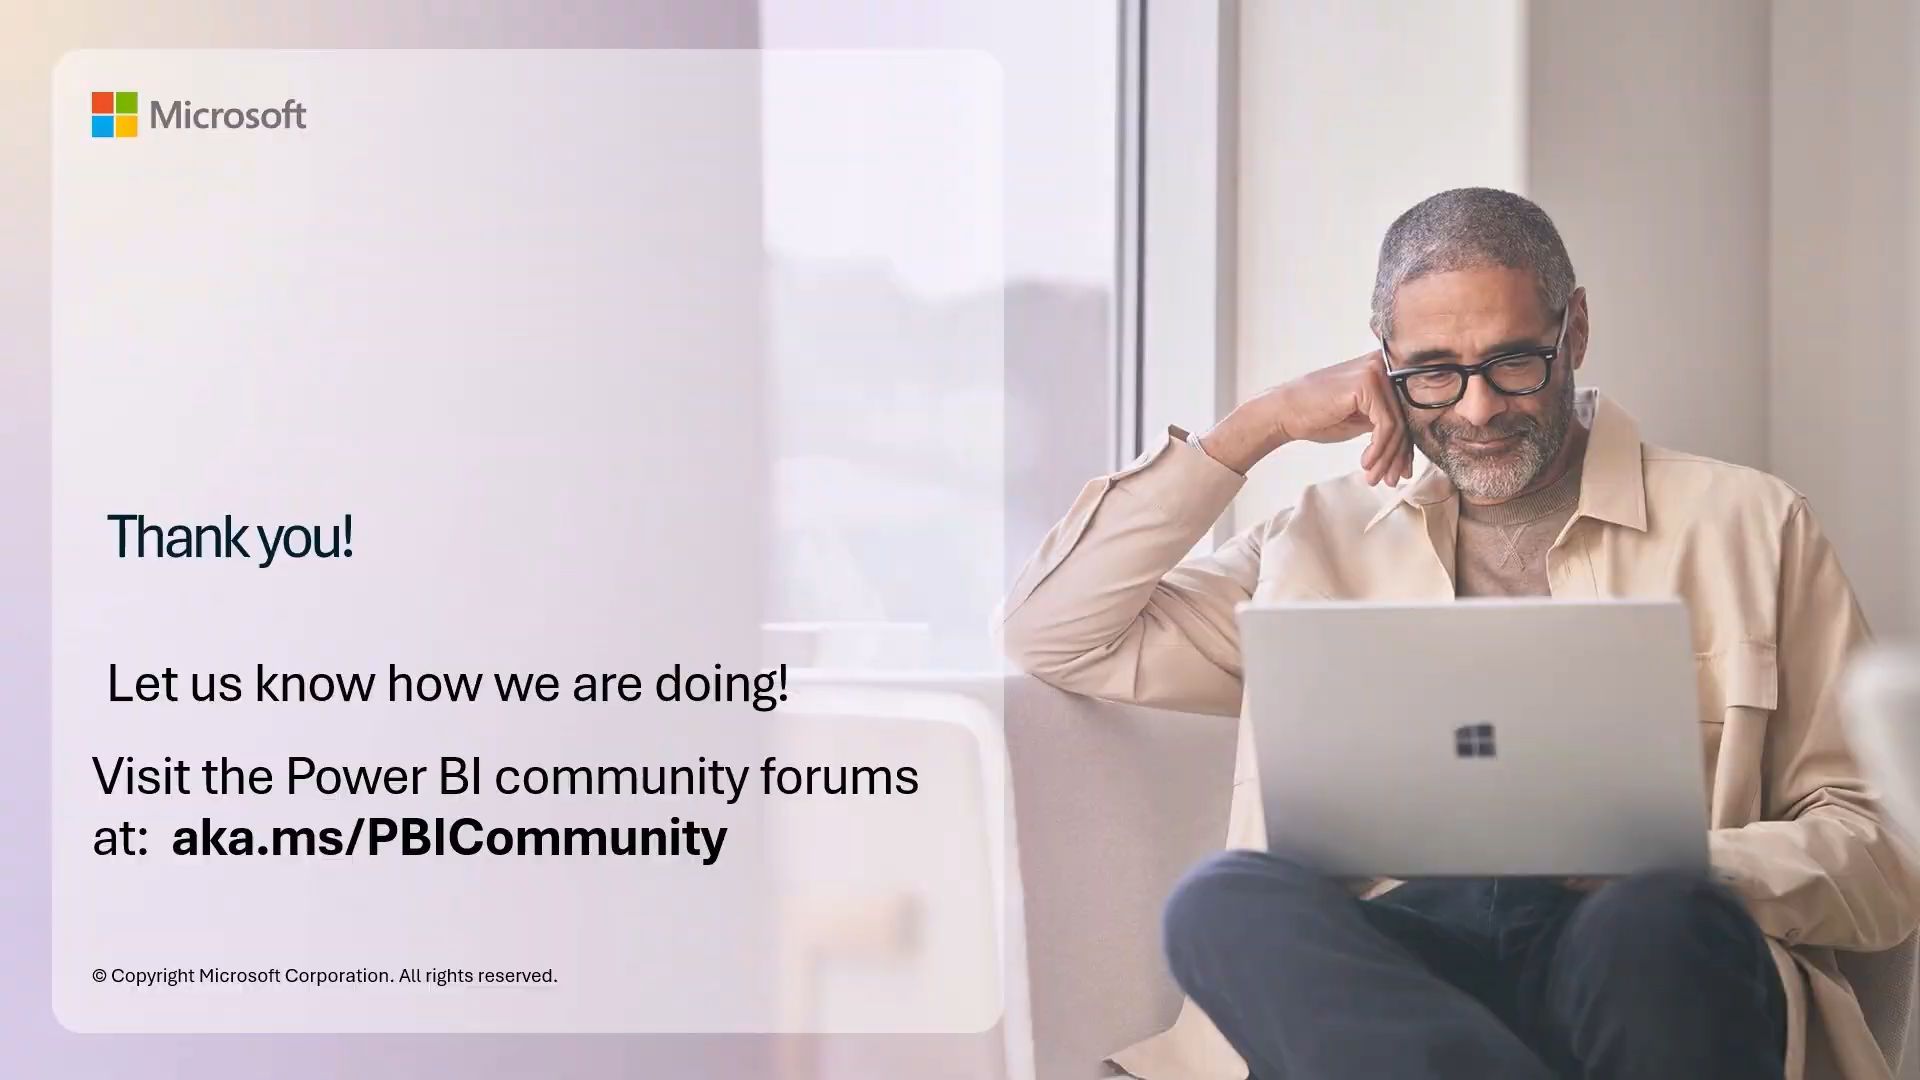 Microsoft
Thank you!
Let us know how we are doing!
Visit the Power BI community forums
at: aka.ms/PBICommunity
© Copyright Microsoft Corporation. All rights reserved.